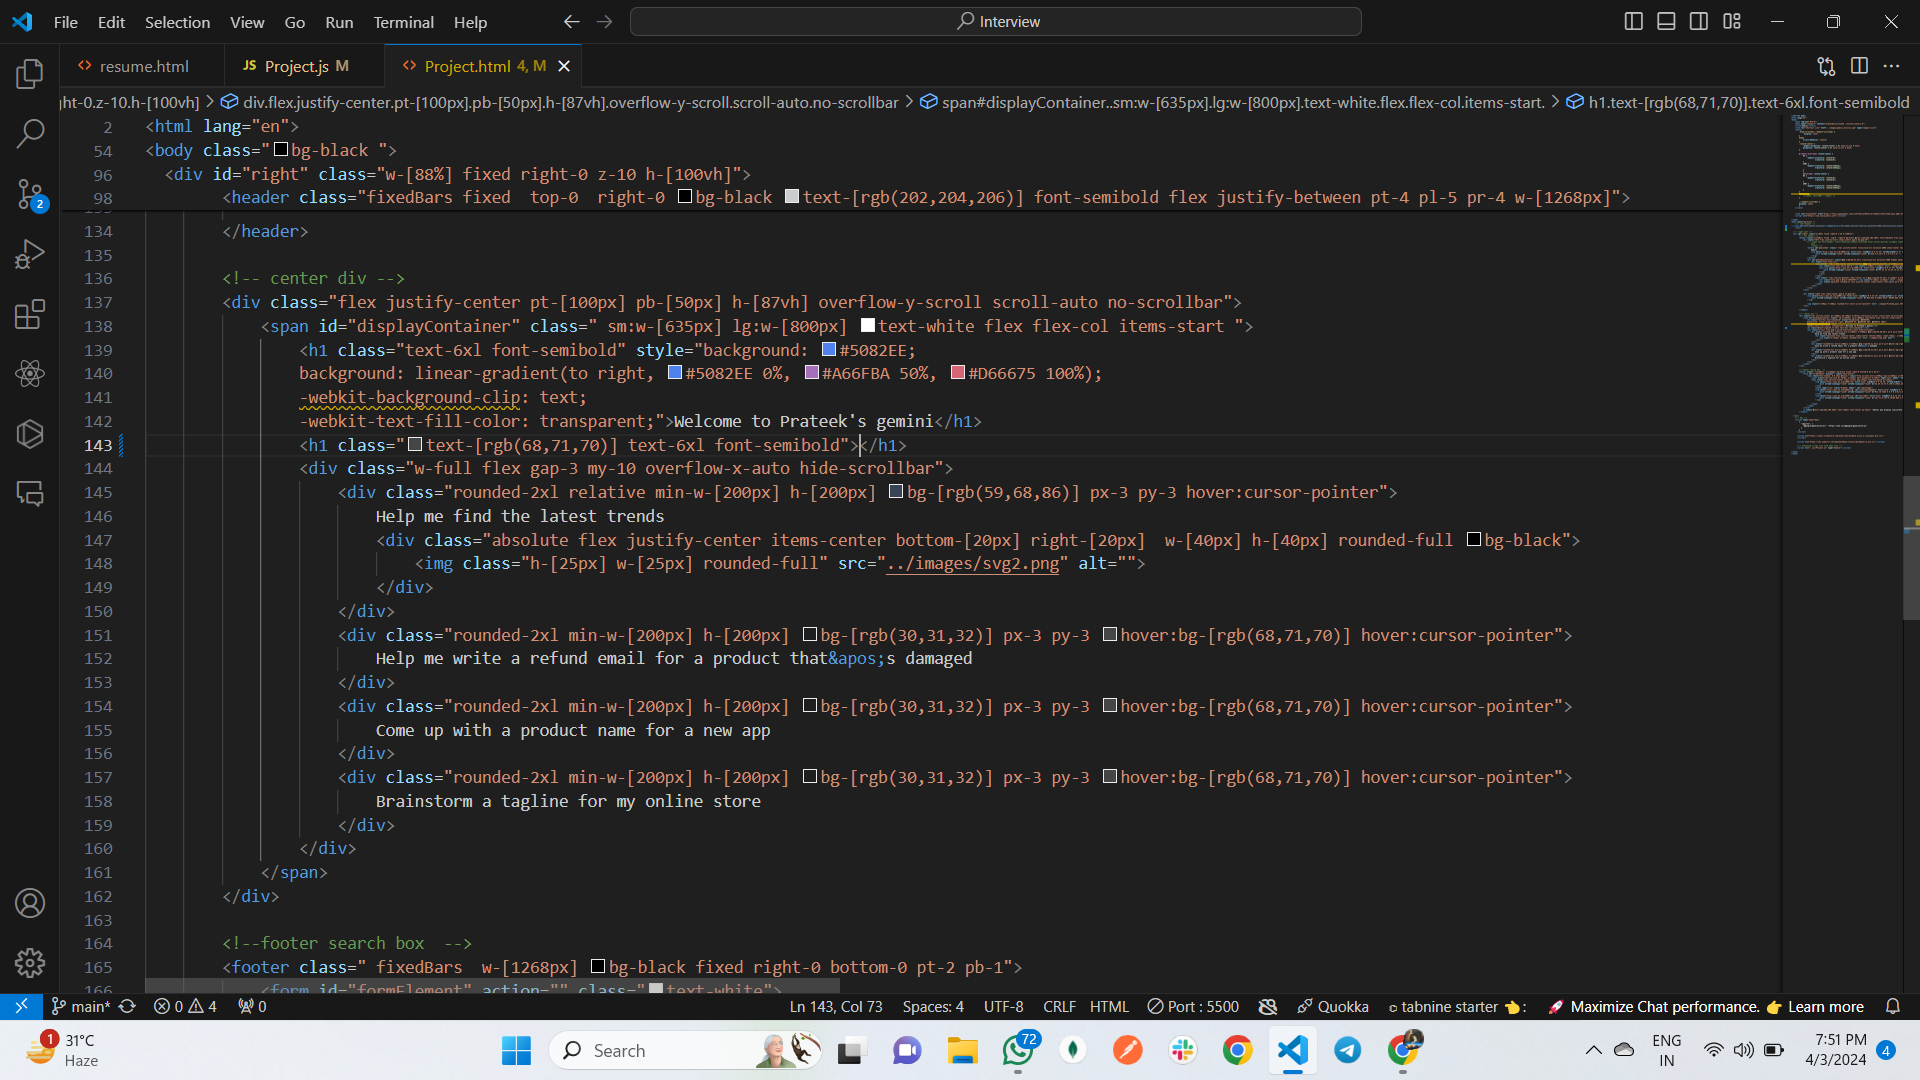 File Edit Selection View Go Run Terminal Help Interview
resume.html JS Project.js M Project.html 4, M
ght-0.z-10.h-[100vh] div.flex.justify-center.pt-[100px].pb-[50px].h-[87vh].overflow-y-scroll.scroll-auto.no-scrollbar span#displayContainer..sm:w-[635px].lg:w-[800px].text-white.flex.flex-col.items-start. h1.text-[rgb(68,71,70)].text-6xl.font-semibold
2 <html lang="en">
54 <body class="bg-black ">
96 <div id="right" class="w-[88%] fixed right-0 z-10 h-[100vh]">
98 <header class="fixedBars fixed  top-0  right-0 bg-black text-[rgb(202,204,206)] font-semibold flex justify-between pt-4 pl-5 pr-4 w-[1268px]">
134 </header>
135
136 <!-- center div -->
137 <div class="flex justify-center pt-[100px] pb-[50px] h-[87vh] overflow-y-scroll scroll-auto no-scrollbar">
138 <span id="displayContainer" class=" sm:w-[635px] lg:w-[800px] text-white flex flex-col items-start ">
139 <h1 class="text-6xl font-semibold" style="background: #5082EE;
140 background: linear-gradient(to right, #5082EE 0%, #A66FBA 50%, #D66675 100%);
141 -webkit-background-clip: text;
142 -webkit-text-fill-color: transparent;">Welcome to Prateek's gemini</h1>
143 <h1 class="text-[rgb(68,71,70)] text-6xl font-semibold"></h1>
144 <div class="w-full flex gap-3 my-10 overflow-x-auto hide-scrollbar">
145 <div class="rounded-2xl relative min-w-[200px] h-[200px] bg-[rgb(59,68,86)] px-3 py-3 hover:cursor-pointer">
146 Help me find the latest trends
147 <div class="absolute flex justify-center items-center bottom-[20px] right-[20px]  w-[40px] h-[40px] rounded-full bg-black">
148 <img class="h-[25px] w-[25px] rounded-full" src="../images/svg2.png" alt="">
149 </div>
150 </div>
151 <div class="rounded-2xl min-w-[200px] h-[200px] bg-[rgb(30,31,32)] px-3 py-3 hover:bg-[rgb(68,71,70)] hover:cursor-pointer">
152 Help me write a refund email for a product that&apos;s damaged
153 </div>
154 <div class="rounded-2xl min-w-[200px] h-[200px] bg-[rgb(30,31,32)] px-3 py-3 hover:bg-[rgb(68,71,70)] hover:cursor-pointer">
155 Come up with a product name for a new app
156 </div>
157 <div class="rounded-2xl min-w-[200px] h-[200px] bg-[rgb(30,31,32)] px-3 py-3 hover:bg-[rgb(68,71,70)] hover:cursor-pointer">
158 Brainstorm a tagline for my online store
159 </div>
160 </div>
161 </span>
162 </div>
163
164 <!--footer search box  -->
165 <footer class=" fixedBars  w-[1268px] bg-black fixed right-0 bottom-0 pt-2 pb-1">
166 <form id="formElement" action="" class="text-white">
2
main* 0 4 0 Ln 143, Col 73 Spaces: 4 UTF-8 CRLF HTML Port : 5500 Quokka tabnine starter : Maximize Chat performance. Learn more
1 31°C
Haze
Search
72
ENG
IN
7:51 PM
4/3/2024
4